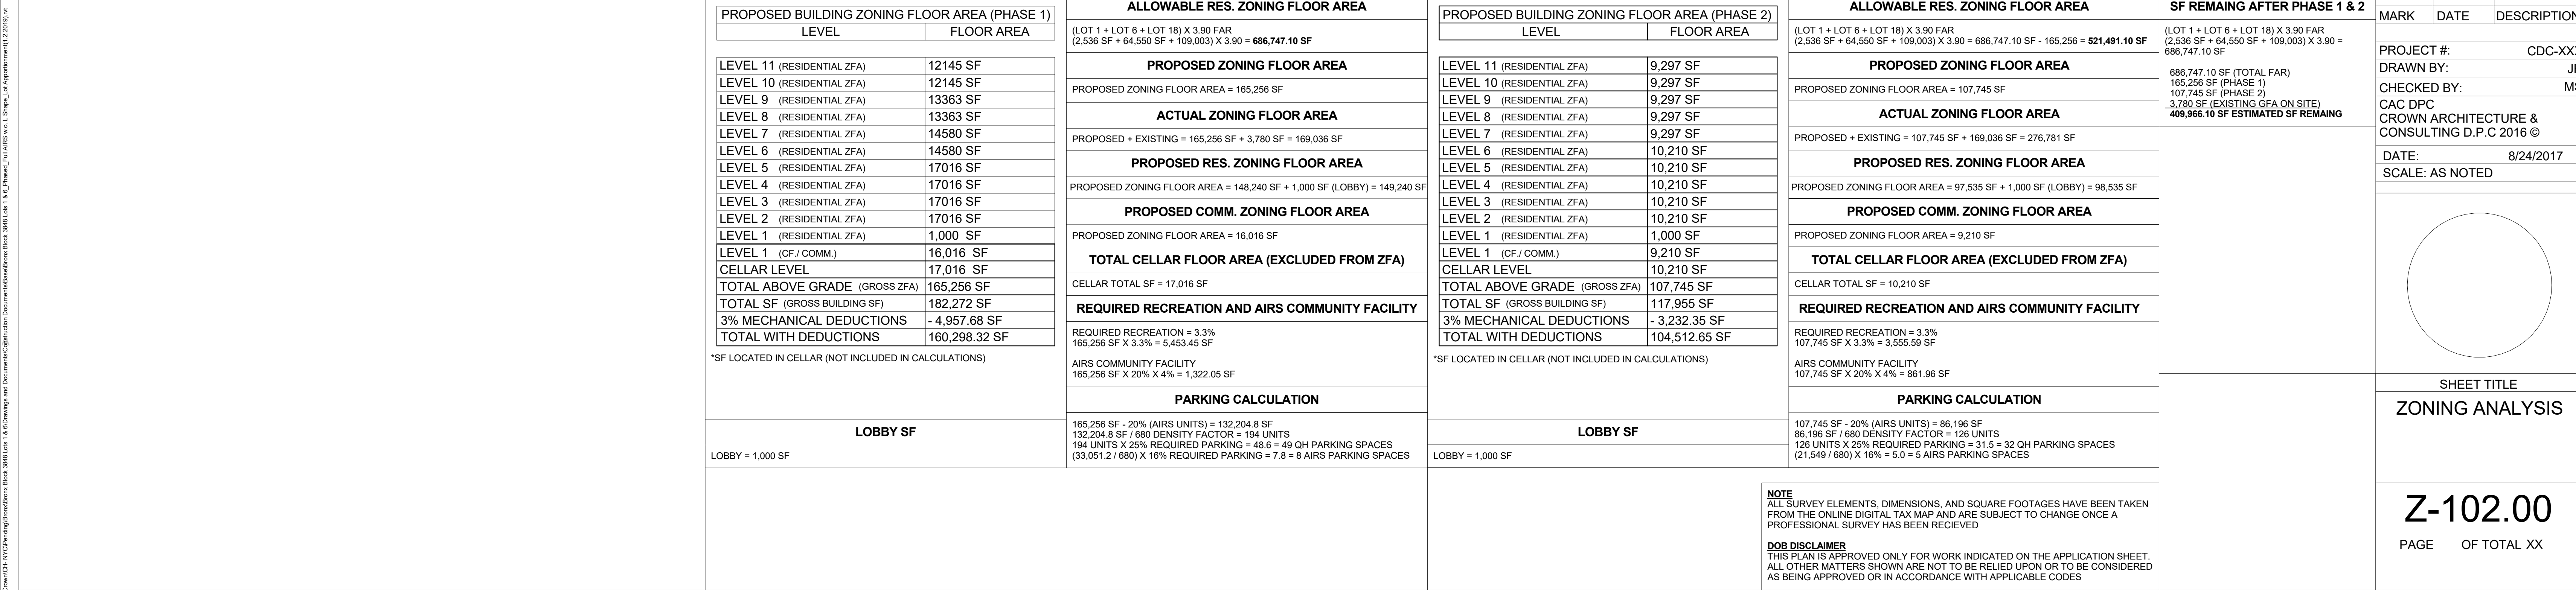 PROPOSED BUILDING ZONING FLOOR AREA (PHASE 1)
LEVEL FLOOR AREA
LEVEL 11 (RESIDENTIAL ZFA) 12145 SF
LEVEL 10 (RESIDENTIAL ZFA) 12145 SF
LEVEL 9 (RESIDENTIAL ZFA) 13363 SF
LEVEL 8 (RESIDENTIAL ZFA) 13363 SF
LEVEL 7 (RESIDENTIAL ZFA) 14580 SF
LEVEL 6 (RESIDENTIAL ZFA) 14580 SF
LEVEL 5 (RESIDENTIAL ZFA) 17016 SF
LEVEL 4 (RESIDENTIAL ZFA) 17016 SF
LEVEL 3 (RESIDENTIAL ZFA) 17016 SF
LEVEL 2 (RESIDENTIAL ZFA) 17016 SF
LEVEL 1 (RESIDENTIAL ZFA) 1,000 SF
LEVEL 1 (CF./ COMM.) 16,016 SF
CELLAR LEVEL 17,016 SF
TOTAL ABOVE GRADE (GROSS ZFA) 165,256 SF
TOTAL SF (GROSS BUILDING SF) 182,272 SF
3% MECHANICAL DEDUCTIONS - 4,957.68 SF
TOTAL WITH DEDUCTIONS 160,298.32 SF
*SF LOCATED IN CELLAR (NOT INCLUDED IN CALCULATIONS)
LOBBY SF
LOBBY = 1,000 SF
ALLOWABLE RES. ZONING FLOOR AREA
(LOT 1 + LOT 6 + LOT 18) X 3.90 FAR
(2,536 SF + 64,550 SF + 109,003) X 3.90 = 686,747.10 SF
PROPOSED ZONING FLOOR AREA
PROPOSED ZONING FLOOR AREA = 165,256 SF
ACTUAL ZONING FLOOR AREA
PROPOSED + EXISTING = 165,256 SF + 3,780 SF = 169,036 SF
PROPOSED RES. ZONING FLOOR AREA
PROPOSED ZONING FLOOR AREA = 148,240 SF + 1,000 SF (LOBBY) = 149,240 SF
PROPOSED COMM. ZONING FLOOR AREA
PROPOSED ZONING FLOOR AREA = 16,016 SF
TOTAL CELLAR FLOOR AREA (EXCLUDED FROM ZFA)
CELLAR TOTAL SF = 17,016 SF
REQUIRED RECREATION AND AIRS COMMUNITY FACILITY
REQUIRED RECREATION = 3.3%
165,256 SF X 3.3% = 5,453.45 SF
AIRS COMMUNITY FACILITY
165,256 SF X 20% X 4% = 1,322.05 SF
PARKING CALCULATION
165,256 SF - 20% (AIRS UNITS) = 132,204.8 SF
132,204.8 SF / 680 DENSITY FACTOR = 194 UNITS
194 UNITS X 25% REQUIRED PARKING = 48.6 = 49 QH PARKING SPACES
(33,051.2 / 680) X 16% REQUIRED PARKING = 7.8 = 8 AIRS PARKING SPACES
PROPOSED BUILDING ZONING FLOOR AREA (PHASE 2)
LEVEL FLOOR AREA
LEVEL 11 (RESIDENTIAL ZFA) 9,297 SF
LEVEL 10 (RESIDENTIAL ZFA) 9,297 SF
LEVEL 9 (RESIDENTIAL ZFA) 9,297 SF
LEVEL 8 (RESIDENTIAL ZFA) 9,297 SF
LEVEL 7 (RESIDENTIAL ZFA) 9,297 SF
LEVEL 6 (RESIDENTIAL ZFA) 10,210 SF
LEVEL 5 (RESIDENTIAL ZFA) 10,210 SF
LEVEL 4 (RESIDENTIAL ZFA) 10,210 SF
LEVEL 3 (RESIDENTIAL ZFA) 10,210 SF
LEVEL 2 (RESIDENTIAL ZFA) 10,210 SF
LEVEL 1 (RESIDENTIAL ZFA) 1,000 SF
LEVEL 1 (CF./ COMM.) 9,210 SF
CELLAR LEVEL 10,210 SF
TOTAL ABOVE GRADE (GROSS ZFA) 107,745 SF
TOTAL SF (GROSS BUILDING SF) 117,955 SF
3% MECHANICAL DEDUCTIONS - 3,232.35 SF
TOTAL WITH DEDUCTIONS 104,512.65 SF
*SF LOCATED IN CELLAR (NOT INCLUDED IN CALCULATIONS)
LOBBY SF
LOBBY = 1,000 SF
ALLOWABLE RES. ZONING FLOOR AREA
(LOT 1 + LOT 6 + LOT 18) X 3.90 FAR
(2,536 SF + 64,550 SF + 109,003) X 3.90 = 686,747.10 SF - 165,256 = 521,491.10 SF
PROPOSED ZONING FLOOR AREA
PROPOSED ZONING FLOOR AREA = 107,745 SF
ACTUAL ZONING FLOOR AREA
PROPOSED + EXISTING = 107,745 SF + 169,036 SF = 276,781 SF
PROPOSED RES. ZONING FLOOR AREA
PROPOSED ZONING FLOOR AREA = 97,535 SF + 1,000 SF (LOBBY) = 98,535 SF
PROPOSED COMM. ZONING FLOOR AREA
PROPOSED ZONING FLOOR AREA = 9,210 SF
TOTAL CELLAR FLOOR AREA (EXCLUDED FROM ZFA)
CELLAR TOTAL SF = 10,210 SF
REQUIRED RECREATION AND AIRS COMMUNITY FACILITY
REQUIRED RECREATION = 3.3%
107,745 SF X 3.3% = 3,555.59 SF
AIRS COMMUNITY FACILITY
107,745 SF X 20% X 4% = 861.96 SF
PARKING CALCULATION
107,745 SF - 20% (AIRS UNITS) = 86,196 SF
86,196 SF / 680 DENSITY FACTOR = 126 UNITS
126 UNITS X 25% REQUIRED PARKING = 31.5 = 32 QH PARKING SPACES
(21,549 / 680) X 16% = 5.0 = 5 AIRS PARKING SPACES
NOTE
ALL SURVEY ELEMENTS, DIMENSIONS, AND SQUARE FOOTAGES HAVE BEEN TAKEN
FROM THE ONLINE DIGITAL TAX MAP AND ARE SUBJECT TO CHANGE ONCE A
PROFESSIONAL SURVEY HAS BEEN RECIEVED
DOB DISCLAIMER
THIS PLAN IS APPROVED ONLY FOR WORK INDICATED ON THE APPLICATION SHEET.
ALL OTHER MATTERS SHOWN ARE NOT TO BE RELIED UPON OR TO BE CONSIDERED
AS BEING APPROVED OR IN ACCORDANCE WITH APPLICABLE CODES
SF REMAING AFTER PHASE 1 & 2
(LOT 1 + LOT 6 + LOT 18) X 3.90 FAR
(2,536 SF + 64,550 SF + 109,003) X 3.90 =
686,747.10 SF
686,747.10 SF (TOTAL FAR)
165,256 SF (PHASE 1)
107,745 SF (PHASE 2)
3,780 SF (EXISTING GFA ON SITE)
409,966.10 SF ESTIMATED SF REMAING
MARK DATE DESCRIPTION
PROJECT #: CDC-XX
DRAWN BY:
CHECKED BY:
CAC DPC
CROWN ARCHITECTURE &
CONSULTING D.P.C 2016 ©
DATE: 8/24/2017
SCALE: AS NOTED
SHEET TITLE
ZONING ANALYSIS
Z-102.00
PAGE OF TOTAL XX